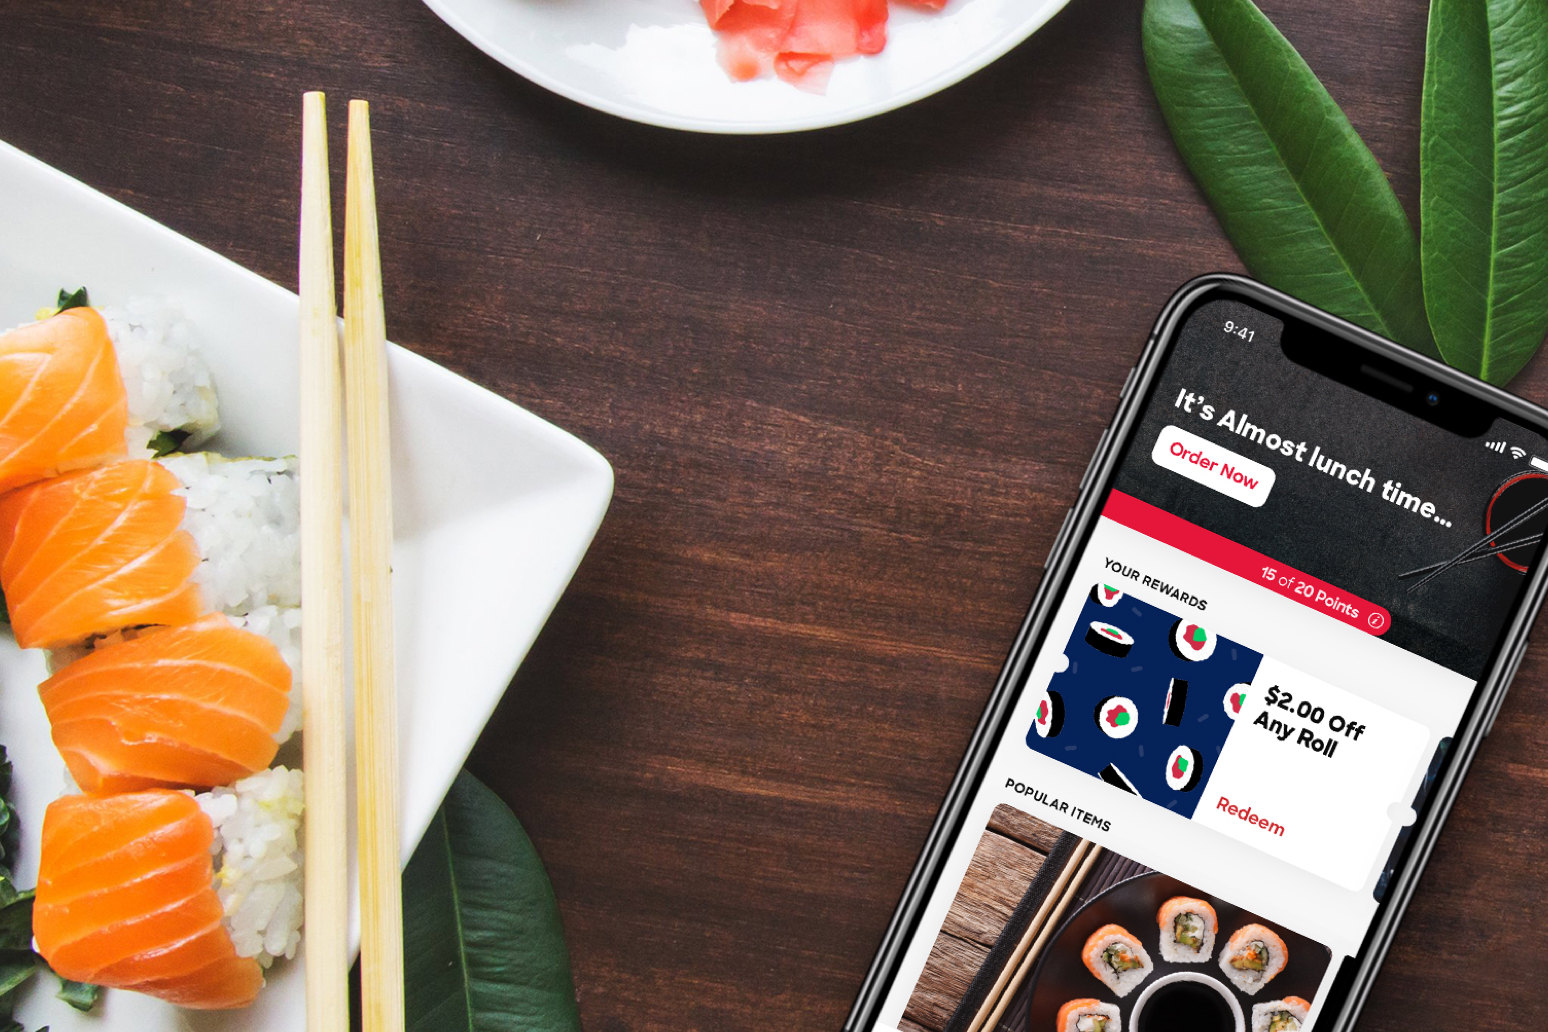 9:41
It's Almost lunch time...
Order Now
15 of 20 Points
YOUR REWARDS
$2.00 Off
Any Roll
Redeem
POPULAR ITEMS